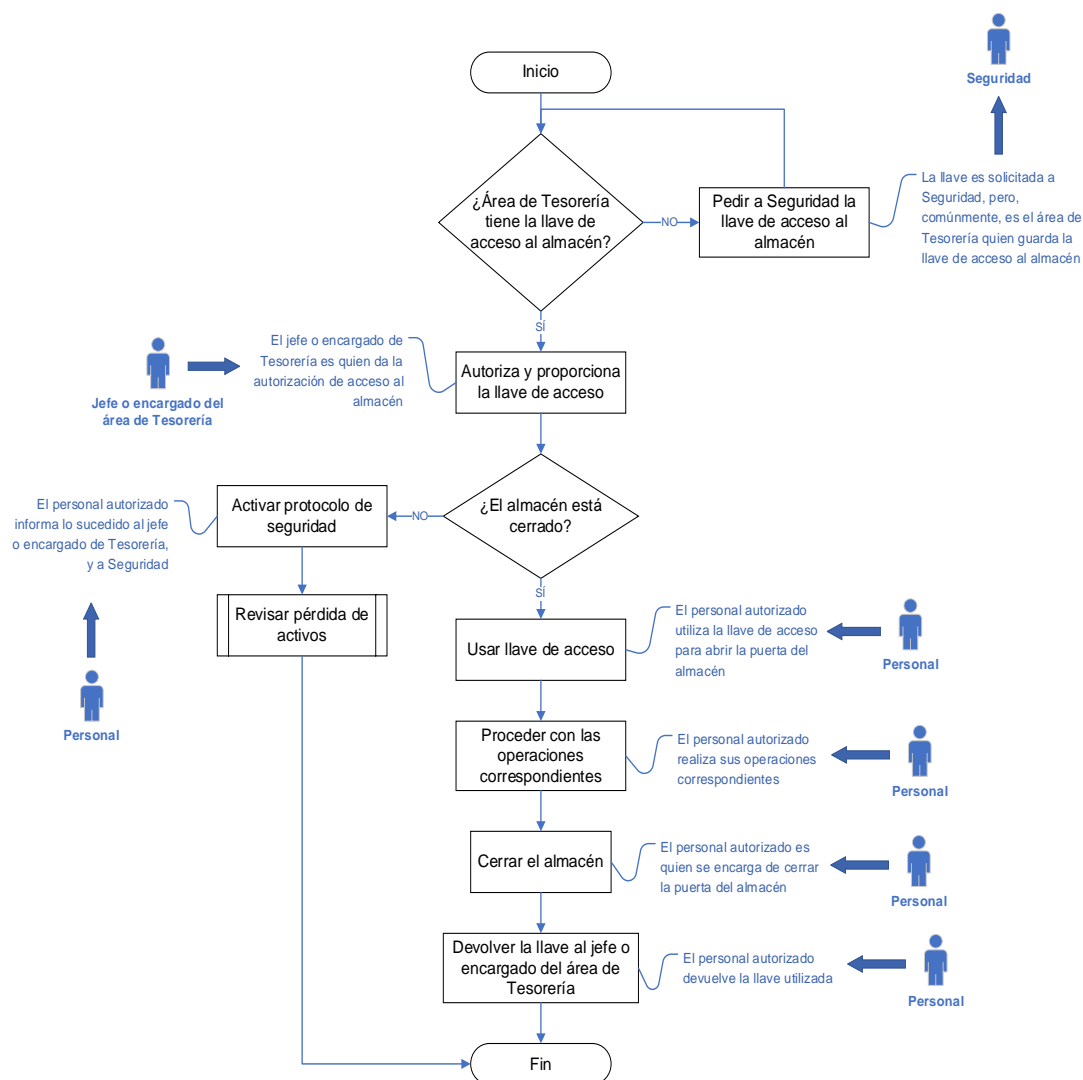 Inicio
Seguridad
¿Área de Tesorería
tiene la llave de
acceso al almacén?
NO
Pedir a Seguridad
la llave de acceso al
almacén
La llave es solicitada a
Seguridad, pero,
comúnmente, es el área de
Tesorería quien guarda la
llave de acceso al almacén
SÍ
Jefe o encargado del
área de Tesorería
El jefe o encargado de
Tesorería es quien da la
autorización de acceso al
almacén
Autoriza y proporciona
la llave de acceso
¿El almacén está
cerrado?
NO
Activar protocolo de
seguridad
El personal autorizado
informa lo sucedido al jefe
o encargado de Tesorería,
y a Seguridad
Personal
Revisar pérdida de
activos
SÍ
Usar llave de acceso
El personal autorizado
utiliza la llave de acceso
para abrir la puerta del
almacén
Personal
Proceder con las
operaciones
correspondientes
El personal autorizado
realiza sus operaciones
correspondientes
Personal
Cerrar el almacén
El personal autorizado es
quien se encarga de cerrar
la puerta del almacén
Personal
Devolver la llave al jefe o
encargado del área de
Tesorería
El personal autorizado
devuelve la llave utilizada
Personal
Fin